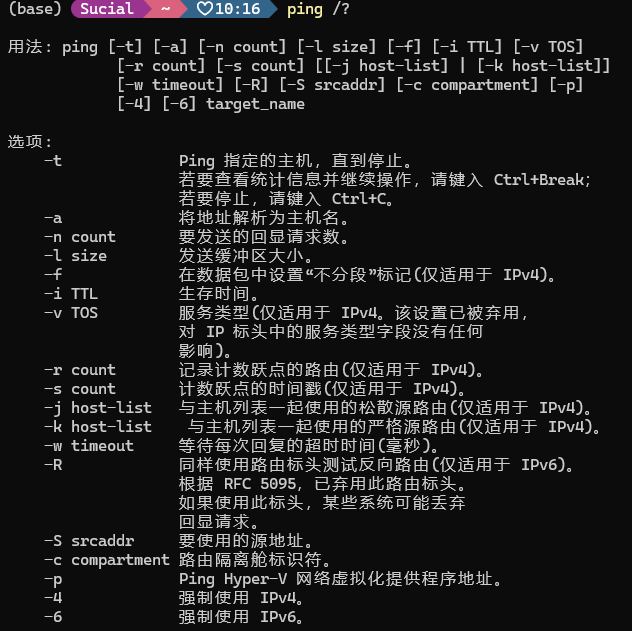 (base) Sucial ~ ♡10:16 ping /?
用法: ping [-t] [-a] [-n count] [-l size] [-f] [-i TTL] [-v TOS]
[-r count] [-s count] [[-j host-list] | [-k host-list]]
[-w timeout] [-R] [-S srcaddr] [-c compartment] [-p]
[-4] [-6] target_name
选项:
-t Ping 指定的主机，直到停止。
若要查看统计信息并继续操作，请键入 Ctrl+Break；
若要停止，请键入 Ctrl+C。
-a 将地址解析为主机名。
-n count 要发送的回显请求数。
-l size 发送缓冲区大小。
-f 在数据包中设置“不分段”标记(仅适用于 IPv4)。
-i TTL 生存时间。
-v TOS 服务类型(仅适用于 IPv4。该设置已被弃用，
对 IP 标头中的服务类型字段没有任何
影响)。
-r count 记录计数跃点的路由(仅适用于 IPv4)。
-s count 计数跃点的时间戳(仅适用于 IPv4)。
-j host-list 与主机列表一起使用的松散源路由(仅适用于 IPv4)。
-k host-list 与主机列表一起使用的严格源路由(仅适用于 IPv4)。
-w timeout 等待每次回复的超时时间(毫秒)。
-R 同样使用路由标头测试反向路由(仅适用于 IPv6)。
根据 RFC 5095，已弃用此路由标头。
如果使用此标头，某些系统可能丢弃
回显请求。
-S srcaddr 要使用的源地址。
-c compartment 路由隔离舱标识符。
-p Ping Hyper-V 网络虚拟化提供程序地址。
-4 强制使用 IPv4。
-6 强制使用 IPv6。